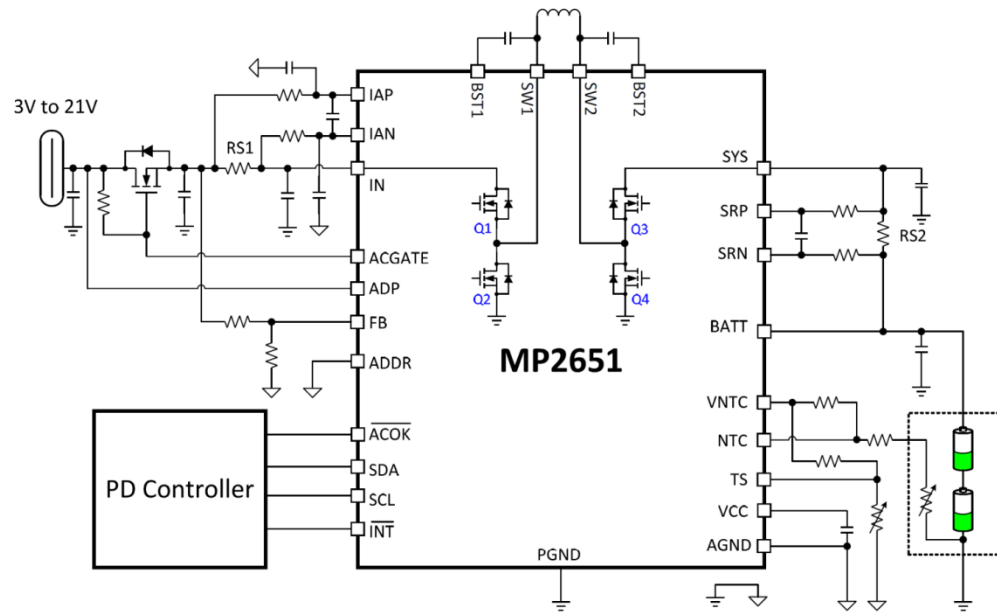 BST1
SW1
SW2
BST2
3V to 21V
IAP
IAN
RS1
IN
SYS
SRP
SRN
RS2
Q1
Q3
Q2
Q4
ACGATE
ADP
FB
ADDR
BATT
MP2651
VNTC
NTC
TS
VCC
AGND
PD Controller
ACOK
SDA
SCL
INT
PGND